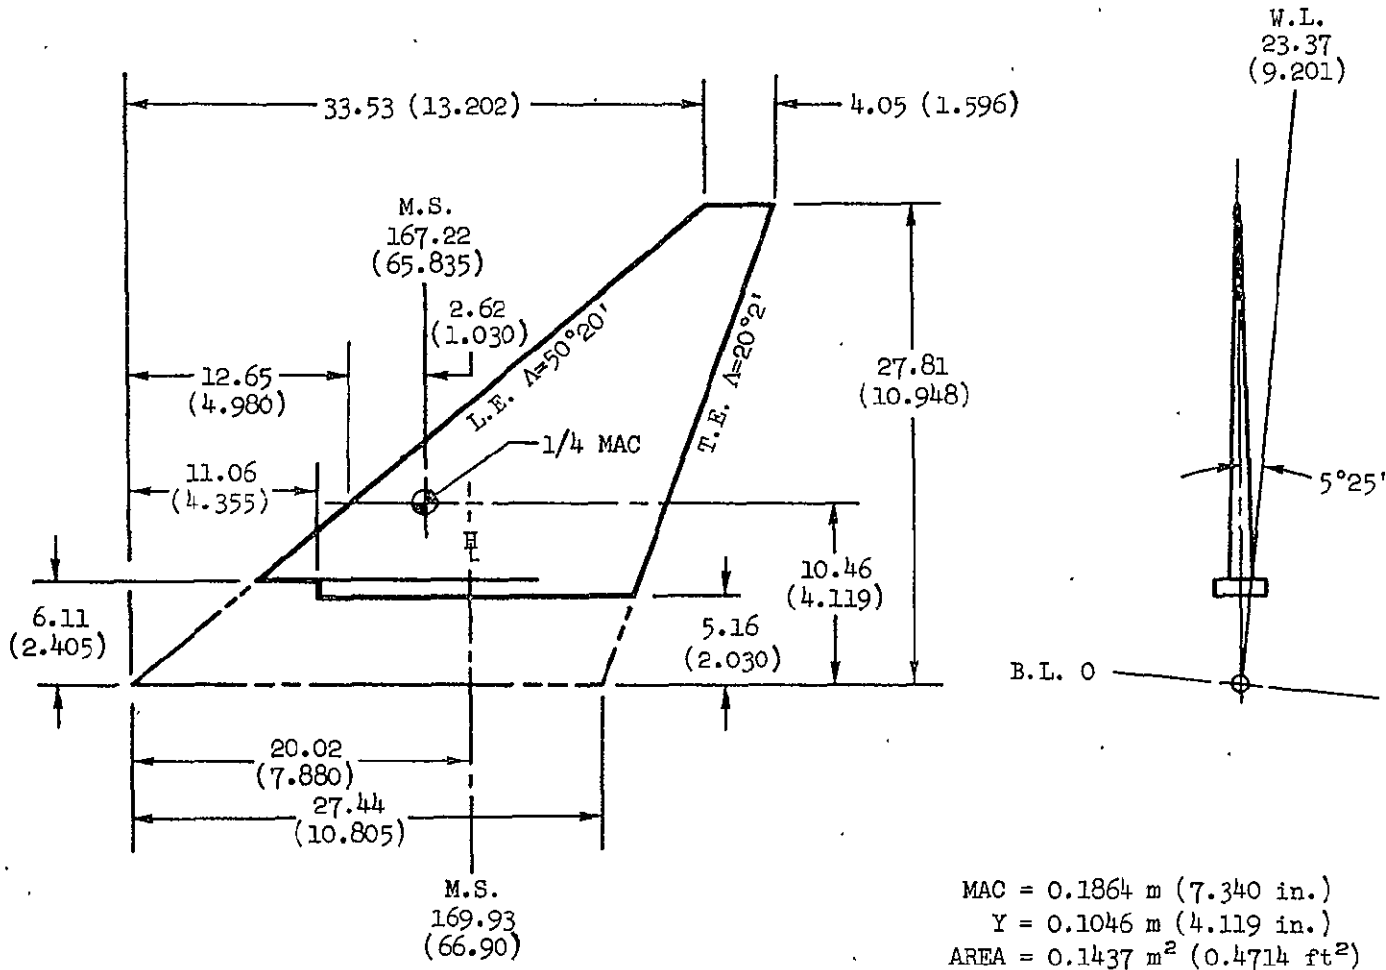 W.L.
23.37
(9.201)
33.53 (13.202)
4.05 (1.596)
M.S.
167.22
(65.835)
2.62
(1.030)
12.65
(4.980)
L.E. Λ=50°20'
T.E. Λ=20°2'
27.81
(10.948)
1/4 MAC
11.06
(4.355)
5°25'
H
10.46
(4.119)
6.11
(2.405)
5.16
(2.030)
B.L. 0
20.02
(7.880)
27.44
(10.805)
M.S.
169.93
(66.90)
MAC = 0.1864 m (7.340 in.)
Y = 0.1046 m (4.119 in.)
AREA = 0.1437 m² (0.4714 ft²)